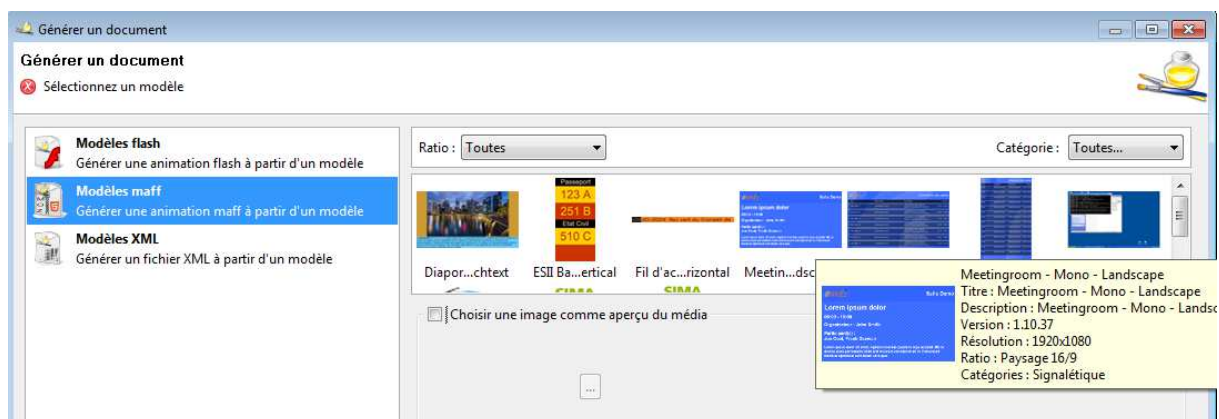 Générer un document
Générer un document
Sélectionnez un modèle
Modèles flash
Générer une animation flash à partir d'un modèle
Modèles maff
Générer une animation maff à partir d'un modèle
Modèles XML
Générer un fichier XML à partir d'un modèle
Ratio : Toutes
Catégorie : Toutes...
Passeport
123 A
251 B
Etat Civil
510 C
Lorem ipsum dolor
Diapor...chtext
ESII Ba...ertical
Fil d'ac...rizontal
Meetin...dsc
SIMA
SIMA
Choisir une image comme aperçu du média
...
Lorem ipsum dolor
Meetingroom - Mono - Landscape
Titre : Meetingroom - Mono - Landscape
Description : Meetingroom - Mono - Landsc
Version : 1.10.37
Résolution : 1920x1080
Ratio : Paysage 16/9
Catégories : Signalétique